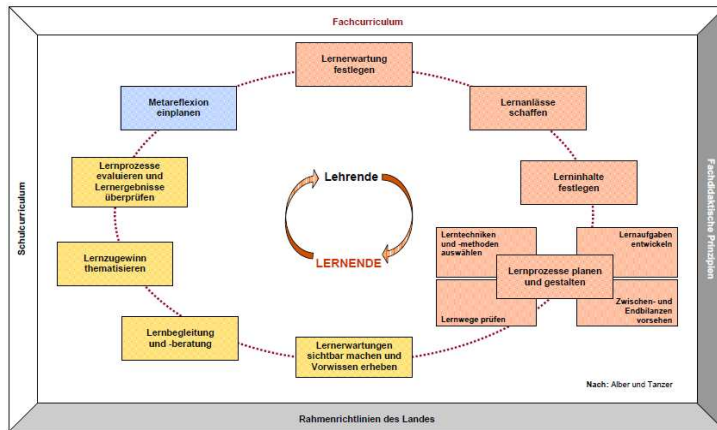 Fachcurriculum
Lernerwartung
festlegen
Metareflexion
einplanen
Lernanlässe
schaffen
Lernprozesse
evaluieren und
Lernergebnisse
überprüfen
Lehrende
LERNENDE
Lerninhalte
festlegen
Schulcurriculum
Fachdidaktische Prinzipien
Lerntechniken
und -methoden
auswählen
Lernaufgaben
entwickeln
Lernprozesse planen
und gestalten
Lernwege prüfen
Zwischen- und
Endbilanzen
vorsehen
Lernzugewinn
thematisieren
Lernbegleitung
und -beratung
Lernerwartungen
sichtbar machen und
Vorwissen erheben
Nach: Alber und Tanzer
Rahmenrichtlinien des Landes